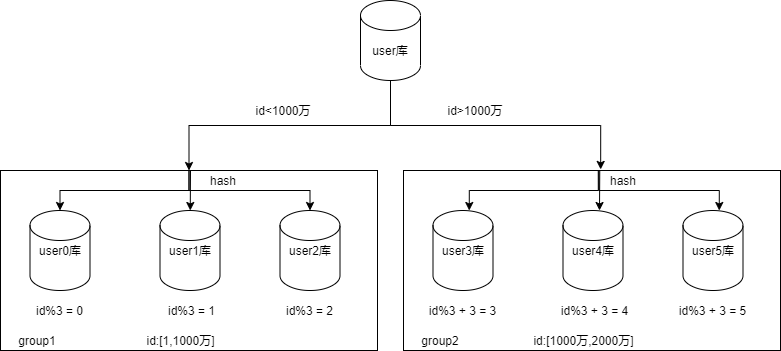 user库
id<1000万
id>1000万
hash
hash
user0库
user1库
user2库
user3库
user4库
user5库
id%3 = 0
id%3 = 1
id%3 = 2
id%3 + 3 = 3
id%3 + 3 = 4
id%3 + 3 = 5
group1
id:[1,1000万]
group2
id:[1000万,2000万]